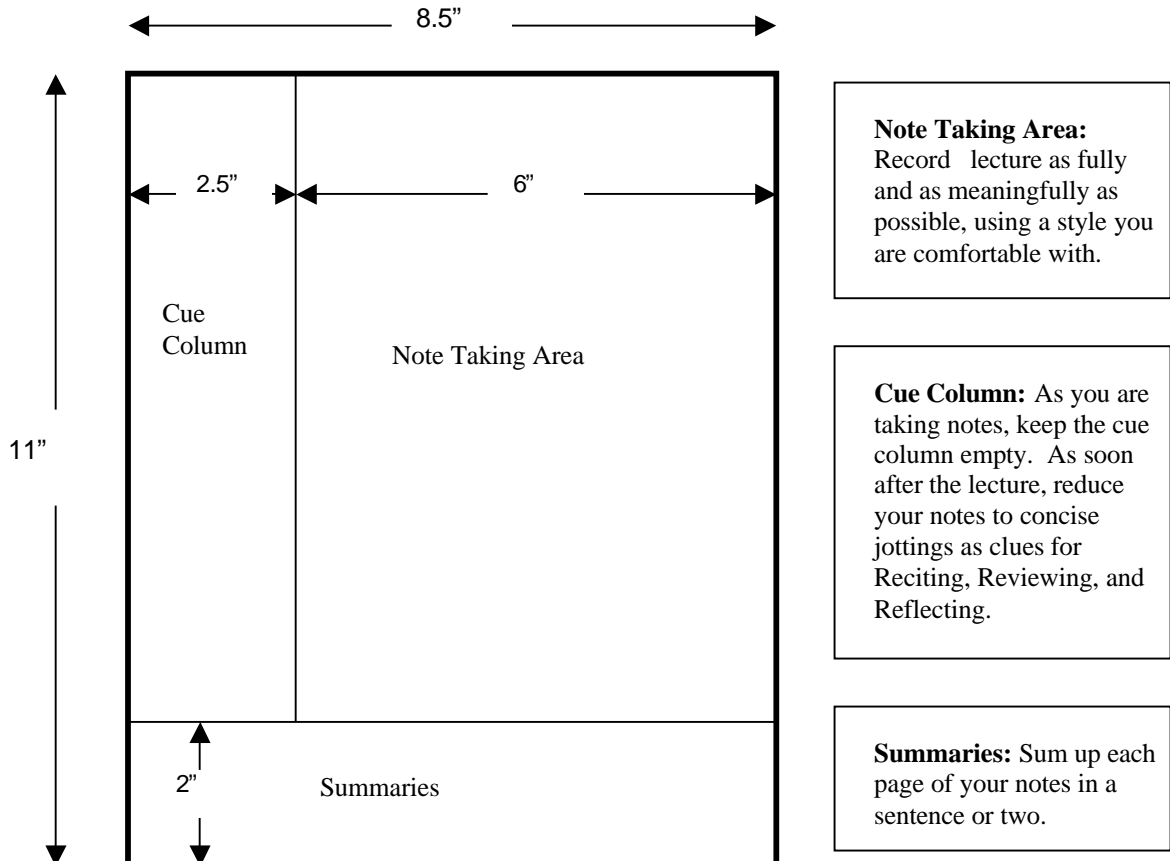 8.5”
2.5”
6”
Cue
Column
Note Taking Area
11”
2”
Summaries
Note Taking Area:
Record lecture as fully
and as meaningfully as
possible, using a style you
are comfortable with.
Cue Column: As you are
taking notes, keep the cue
column empty. As soon
after the lecture, reduce
your notes to concise
jottings as clues for
Reciting, Reviewing, and
Reflecting.
Summaries: Sum up each
page of your notes in a
sentence or two.